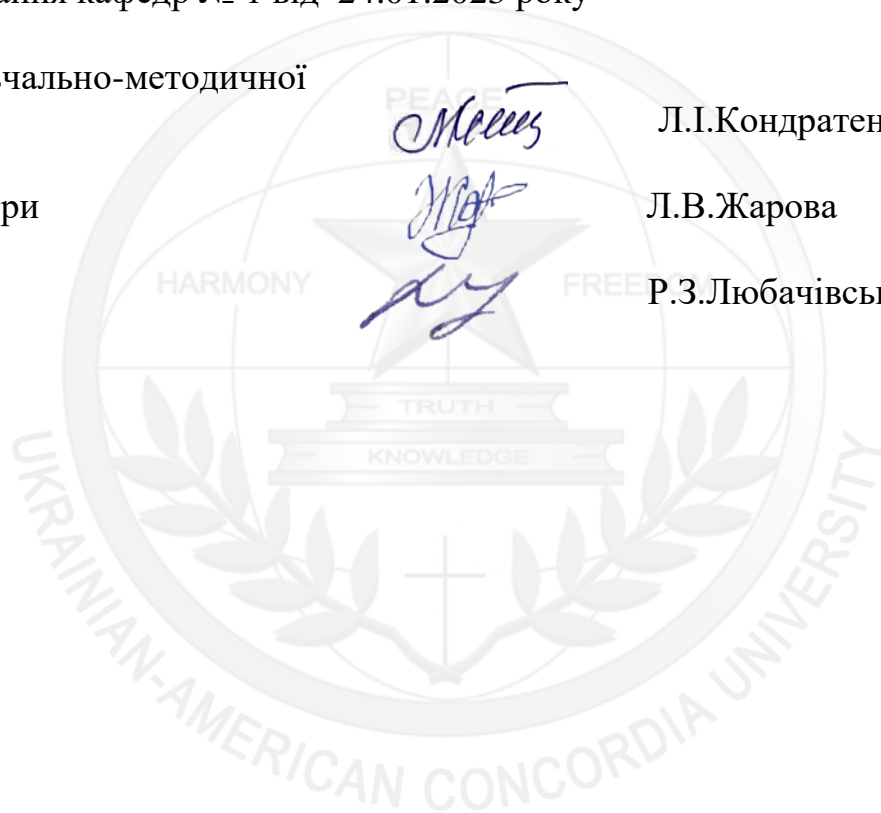 ання кафедр № 1 від 24.01.2023 року
чально-методичної
Л.І.Кондратен
ри
Л.В.Жарова
Р.З.Любачівсь
PEACE
HARMONY
FREEDOM
TRUTH
KNOWLEDGE
UKRAINIAN-AMERICAN CONCORDIA UNIVERSITY